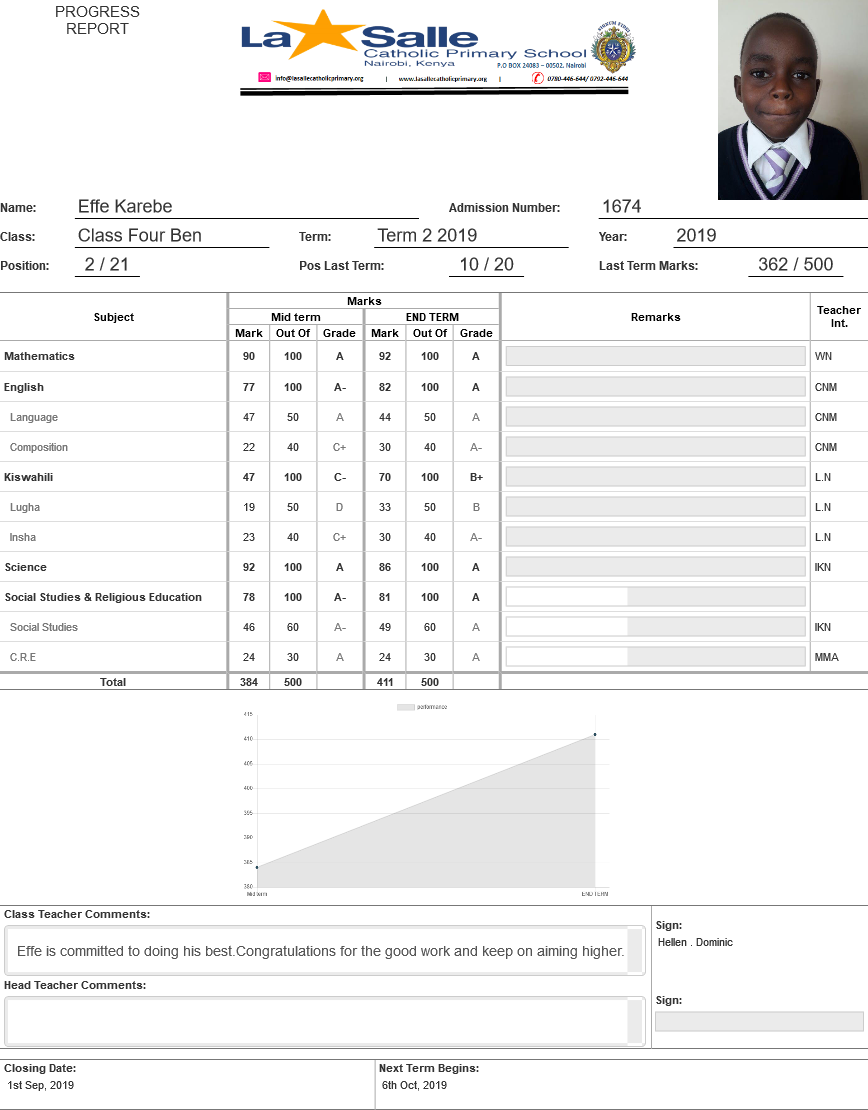 PROGRESS
REPORT
La Salle
Catholic Primary School
Nairobi, Kenya
P.O BOX 24083 – 00502, Nairobi
info@lasallecatholicprimary.org | www.lasallecatholicprimary.org | 0780-446-644/ 0792-446-644
Name: Effe Karebe Admission Number: 1674
Class: Class Four Ben Term: Term 2 2019 Year: 2019
Position: 2 / 21 Pos Last Term: 10 / 20 Last Term Marks: 362 / 500
Subject Marks Remarks Teacher Int.
Mid term END TERM
Mark Out Of Grade Mark Out Of Grade
Mathematics 90 100 A 92 100 A WN
English 77 100 A- 82 100 A CNM
Language 47 50 A 44 50 A CNM
Composition 22 40 C+ 30 40 A- CNM
Kiswahili 47 100 C- 70 100 B+ L.N
Lugha 19 50 D 33 50 B L.N
Insha 23 40 C+ 30 40 A- L.N
Science 92 100 A 86 100 A IKN
Social Studies & Religious Education 78 100 A- 81 100 A
Social Studies 46 60 A- 49 60 A IKN
C.R.E 24 30 A 24 30 A MMA
Total 384 500 411 500
performance
415
410
405
400
395
390
385
380
Mid term END TERM
Class Teacher Comments:
Effe is committed to doing his best.Congratulations for the good work and keep on aiming higher.
Sign:
Hellen . Dominic
Head Teacher Comments:
Sign:
Closing Date: Next Term Begins:
1st Sep, 2019 6th Oct, 2019